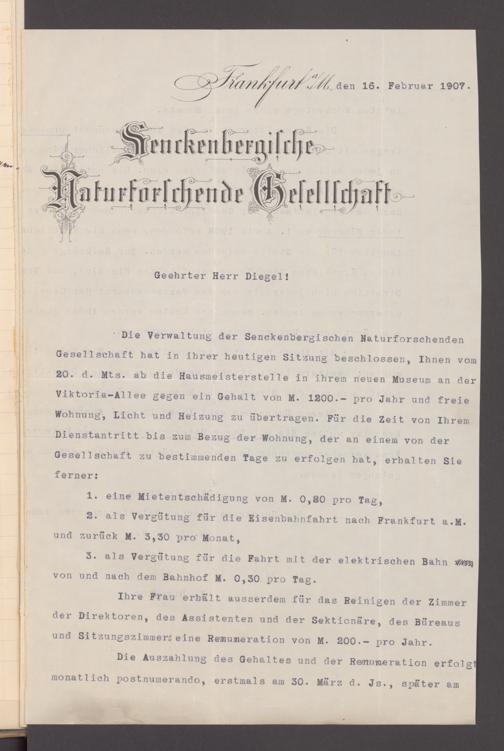 Frankfurt a/M. den 16. Februar 1907.
Senckenbergische
Naturforschende Gesellschaft
Geehrter Herr Diegel!
Die Verwaltung der Senckenbergischen Naturforschenden
Gesellschaft hat in ihrer heutigen Sitzung beschlossen, Ihnen vom
20. d. Mts. ab die Hausmeisterstelle in ihrem neuen Museum an der
Viktoria-Allee gegen ein Gehalt von M. 1200.- pro Jahr und freie
Wohnung, Licht und Heizung zu übertragen. Für die Zeit von Ihrem
Dienstantritt bis zum Bezug der Wohnung, der an einem von der
Gesellschaft zu bestimmenden Tage zu erfolgen hat, erhalten Sie
ferner:
1. eine Mietentschädigung von M. 0,80 pro Tag,
2. als Vergütung für die Eisenbahnfahrt nach Frankfurt a.M.
und zurück M. 3,30 pro Monat,
3. als Vergütung für die Fahrt mit der elektrischen Bahn
von und nach dem Bahnhof M. 0,30 pro Tag.
Ihre Frau erhält ausserdem für das Reinigen der Zimmer
der Direktoren, des Assistenten und der Sektionäre, des Büreaus
und Sitzungszimmers eine Remuneration von M. 200.- pro Jahr.
Die Auszahlung des Gehaltes und der Remuneration erfolgt
monatlich postnumerando, erstmals am 30. März d. Js., später am